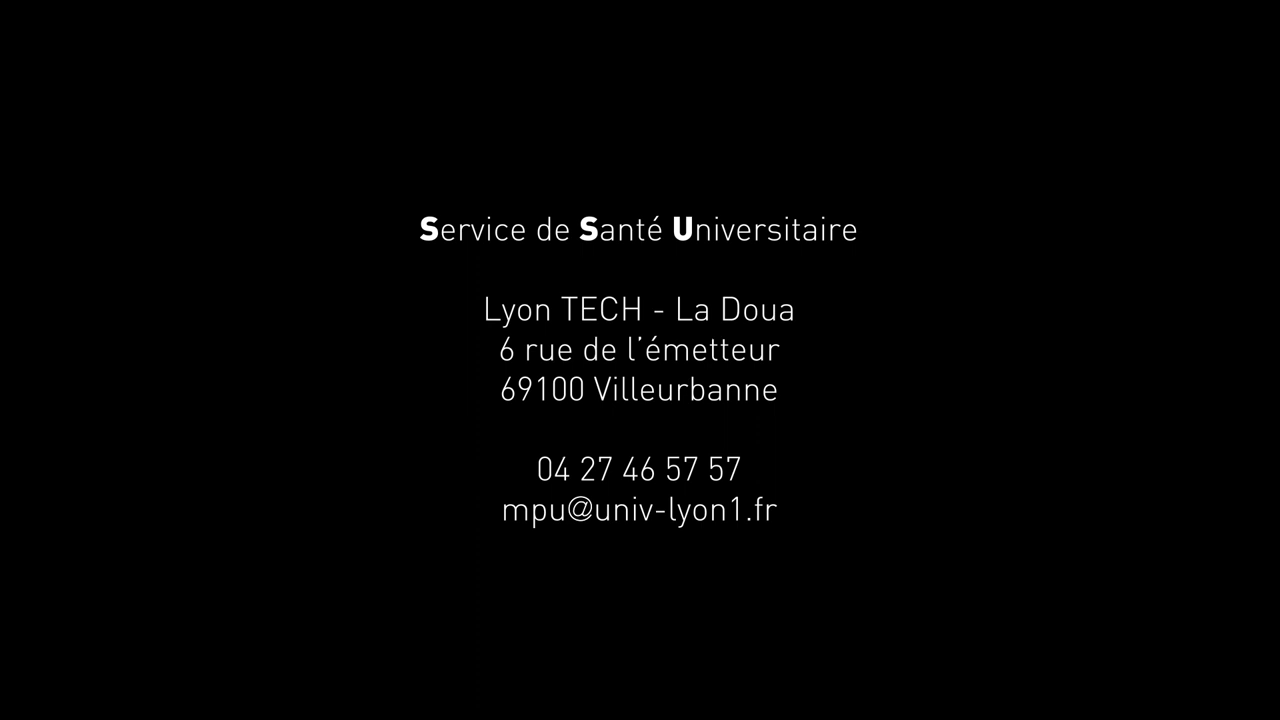 Service de Santé Universitaire
Lyon TECH - La Doua
6 rue de l’émetteur
69100 Villeurbanne
04 27 46 57 57
mpu@univ-lyon1.fr